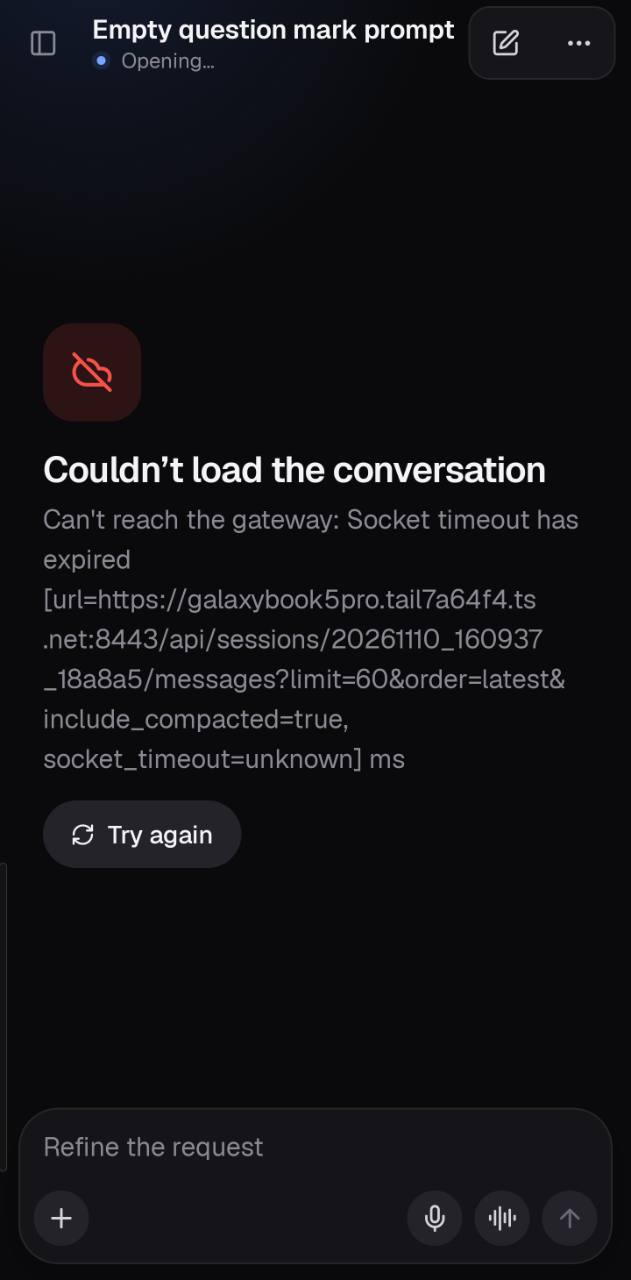 Empty question mark prompt
Opening...
Couldn’t load the conversation
Can't reach the gateway: Socket timeout has
expired
[url=https://galaxybook5pro.tail7a64f4.ts
.net:8443/api/sessions/20261110_160937
_18a8a5/messages?limit=60&order=latest&
include_compacted=true,
socket_timeout=unknown] ms
Try again
Refine the request